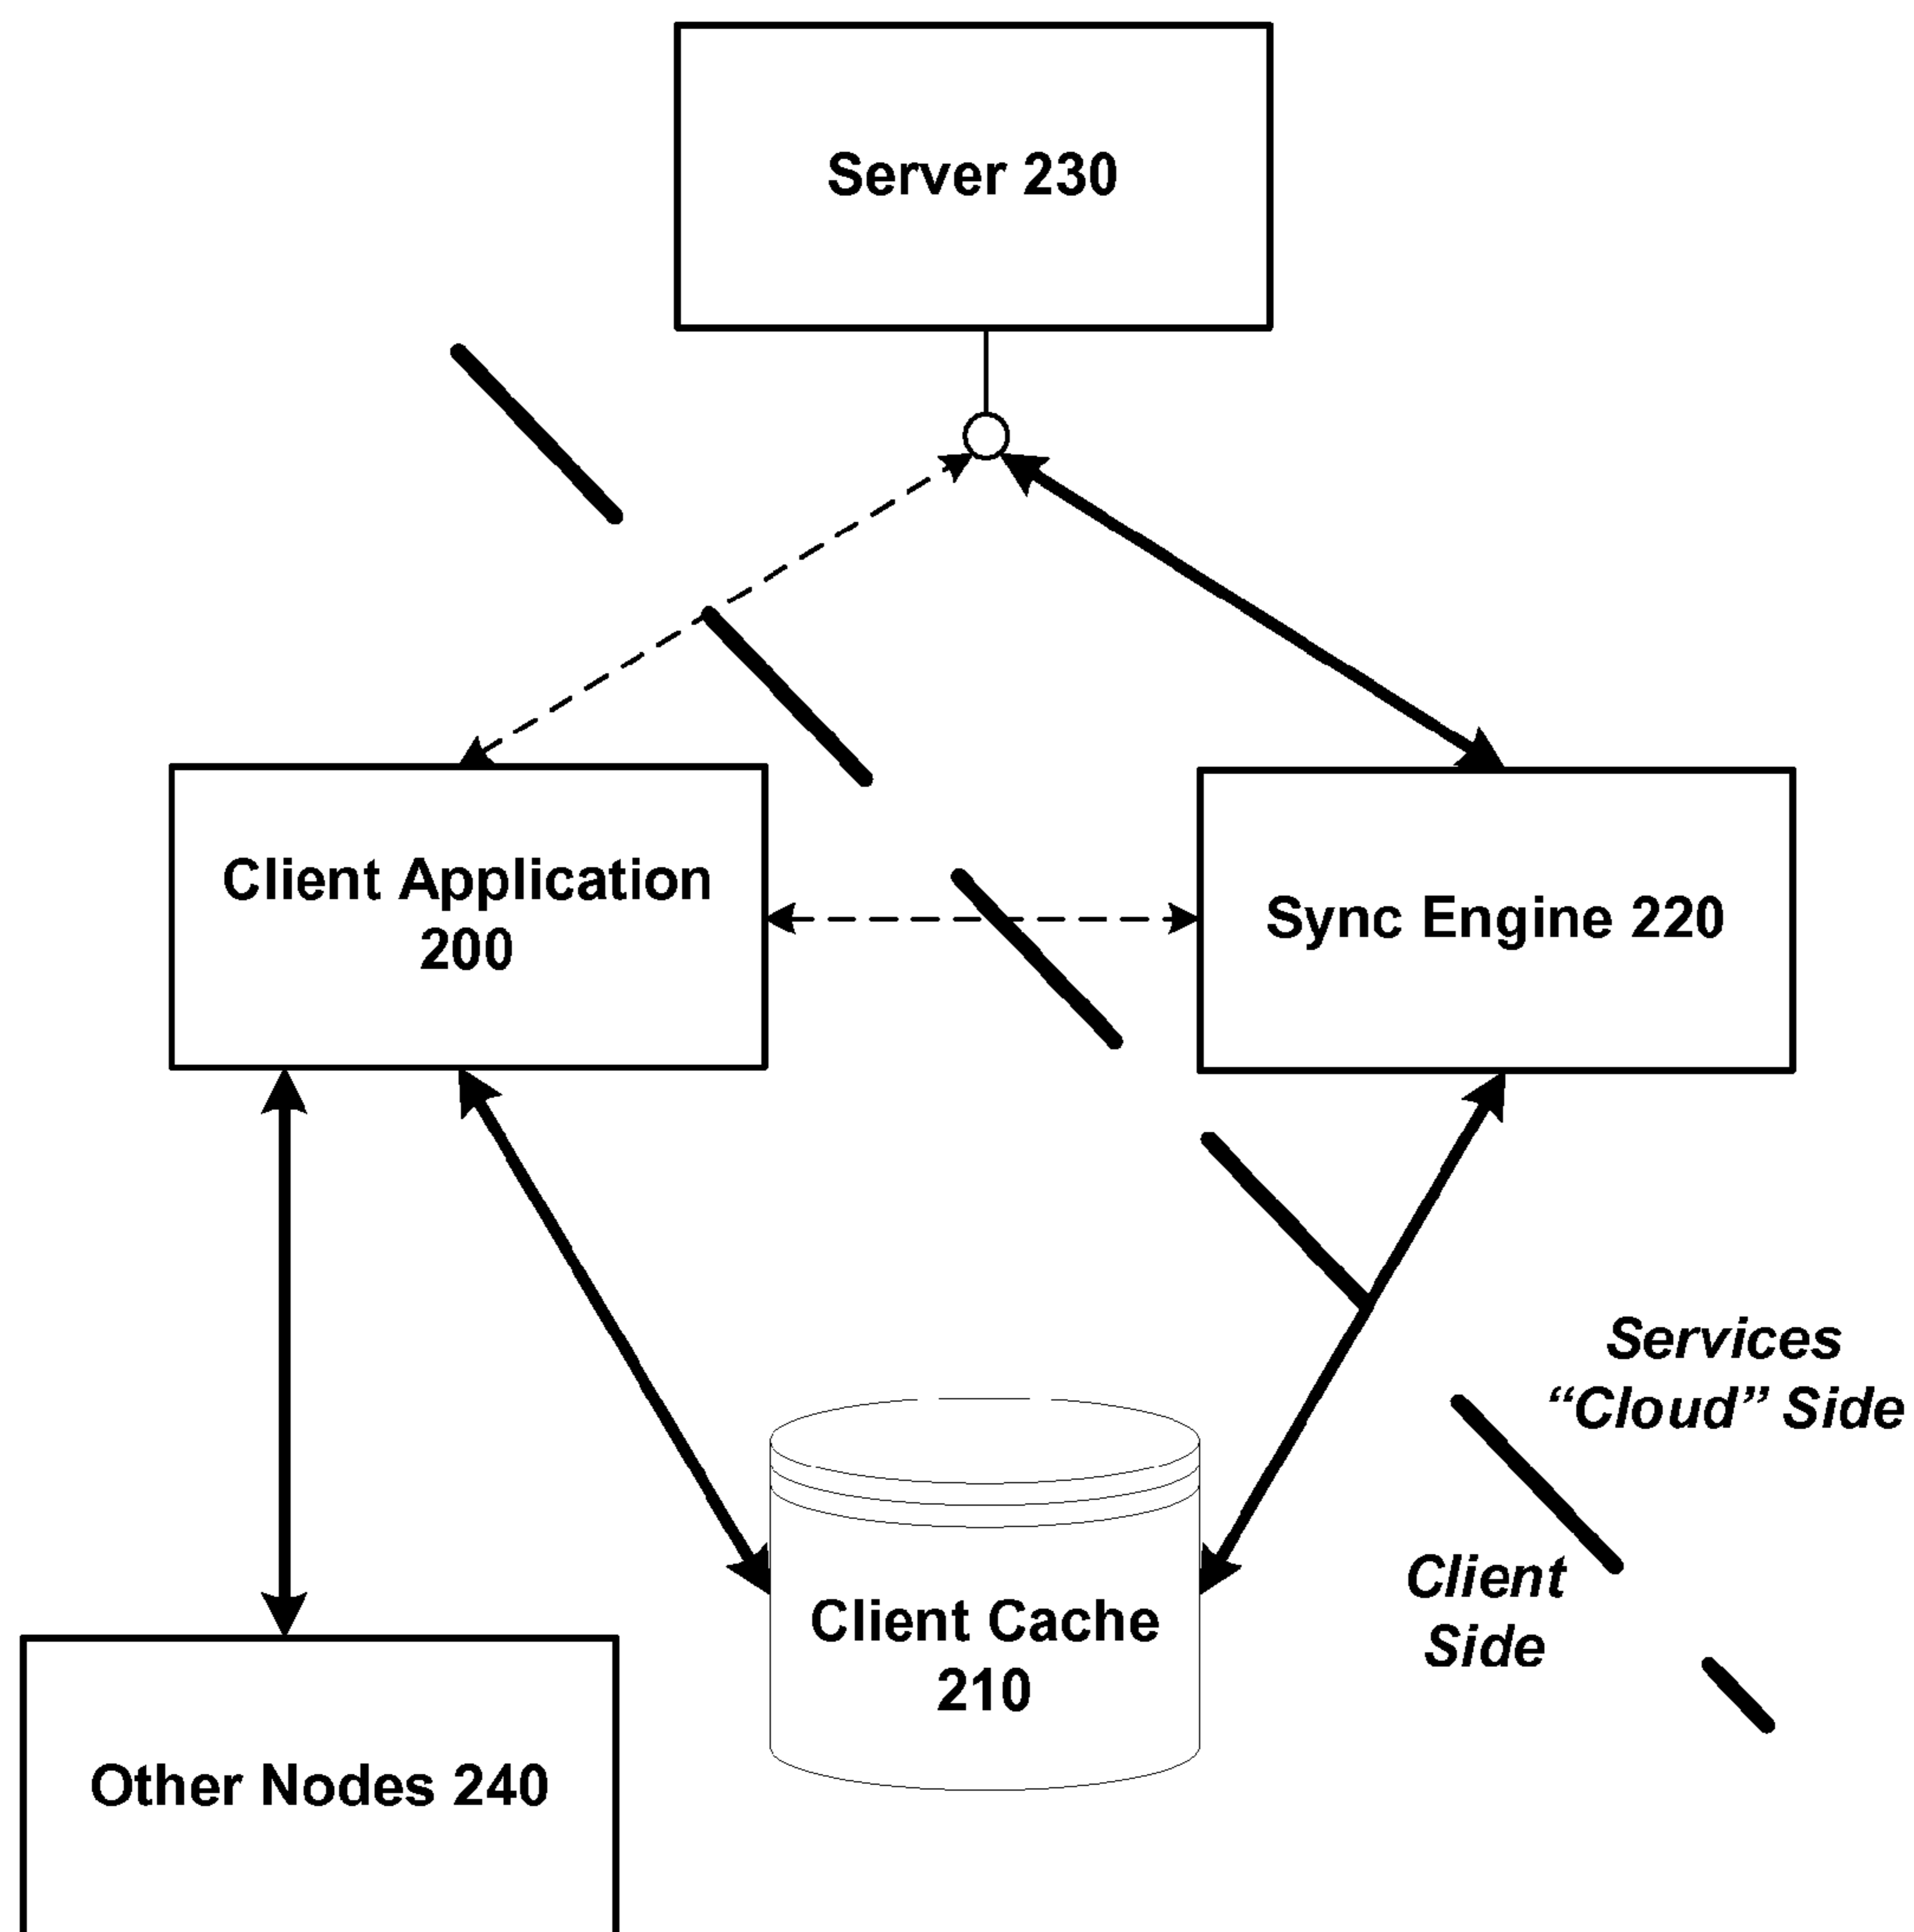 Server 230
Client Application
200
Sync Engine 220
Services
“Cloud” Side
Client
Side
Client Cache
210
Other Nodes 240